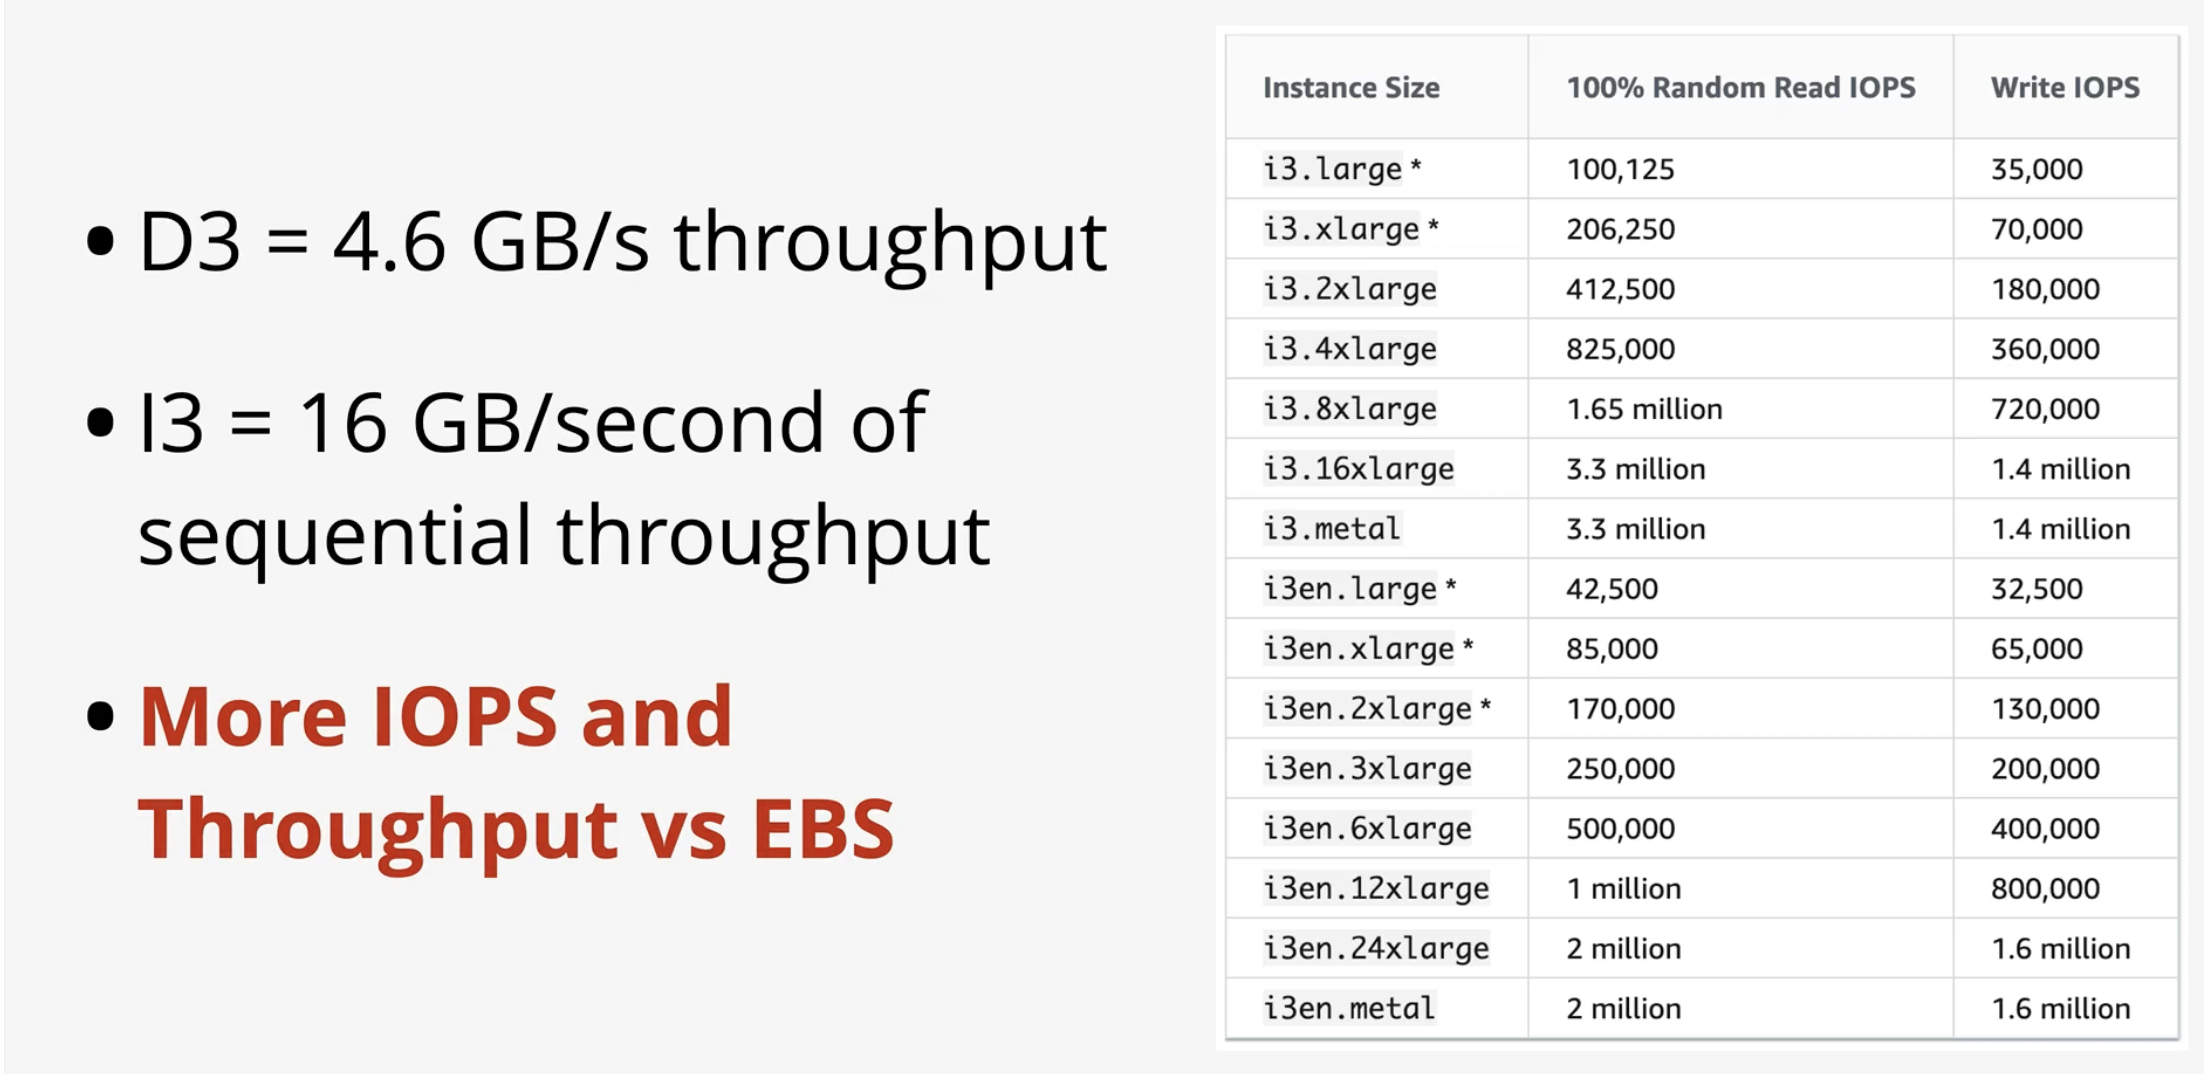 • D3 = 4.6 GB/s throughput
• I3 = 16 GB/second of
sequential throughput
• More IOPS and
Throughput vs EBS
Instance Size 100% Random Read IOPS Write IOPS
i3.large * 100,125 35,000
i3.xlarge * 206,250 70,000
i3.2xlarge 412,500 180,000
i3.4xlarge 825,000 360,000
i3.8xlarge 1.65 million 720,000
i3.16xlarge 3.3 million 1.4 million
i3.metal 3.3 million 1.4 million
i3en.large * 42,500 32,500
i3en.xlarge * 85,000 65,000
i3en.2xlarge * 170,000 130,000
i3en.3xlarge 250,000 200,000
i3en.6xlarge 500,000 400,000
i3en.12xlarge 1 million 800,000
i3en.24xlarge 2 million 1.6 million
i3en.metal 2 million 1.6 million